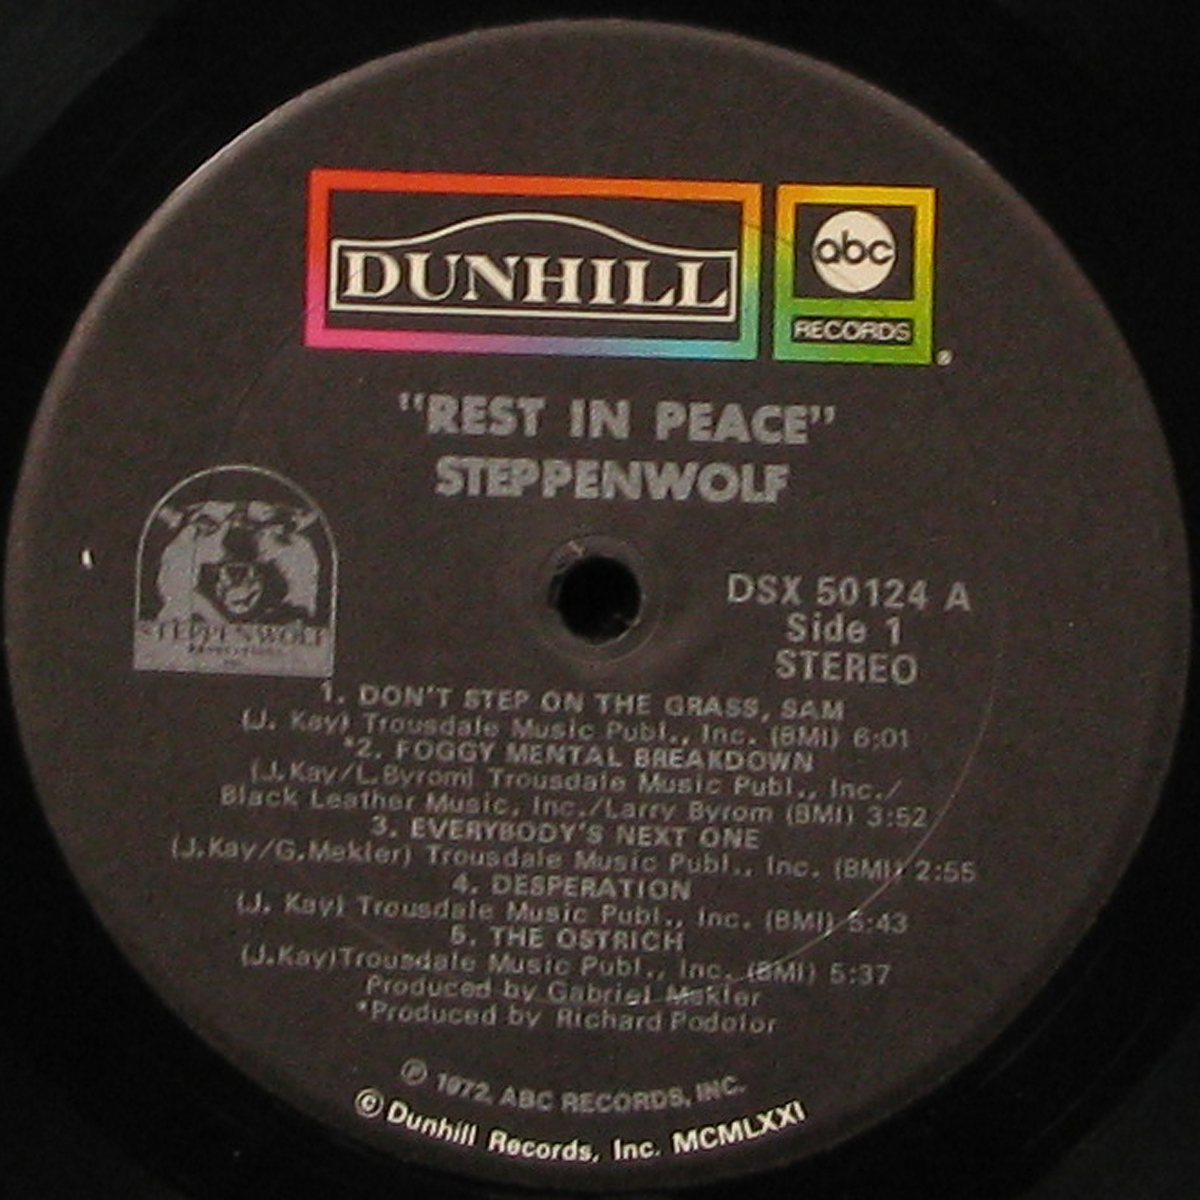 DUNHILL
abc
RECORDS
"REST IN PEACE"
STEPPENWOLF
STEPPENWOLF
DSX 50124 A
Side 1
STEREO
1. DON'T STEP ON THE GRASS, SAM
(J. Kay) Trousdale Music Publ., Inc. (BMI) 6:01
*2. FOGGY MENTAL BREAKDOWN
(J.Kay/L.Byrom) Trousdale Music Publ., Inc./
Black Leather Music, Inc./Larry Byrom (BMI) 3:52
3. EVERYBODY'S NEXT ONE
(J.Kay/G.Mekler) Trousdale Music Publ., Inc. (BMI) 2:55
4. DESPERATION
(J. Kay) Trousdale Music Publ., Inc. (BMI) 5:43
5. THE OSTRICH
(J.Kay)Trousdale Music Publ., Inc. (BMI) 5:37
Produced by Gabriel Mekler
*Produced by Richard Podolor
℗ 1972, ABC RECORDS, INC.
© Dunhill Records, Inc. MCMLXXI